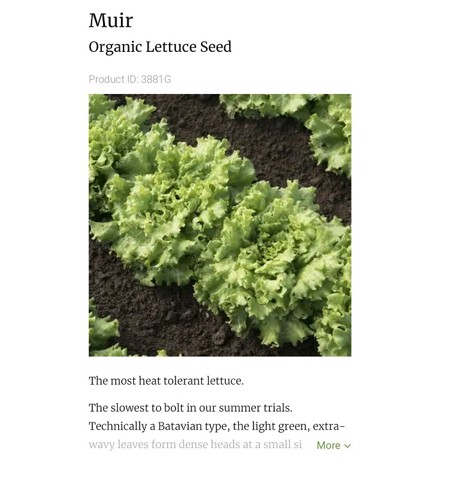 Muir
Organic Lettuce Seed
Product ID: 3881G
The most heat tolerant lettuce.
The slowest to bolt in our summer trials.
Technically a Batavian type, the light green, extra-
wavy leaves form dense heads at a small si
More